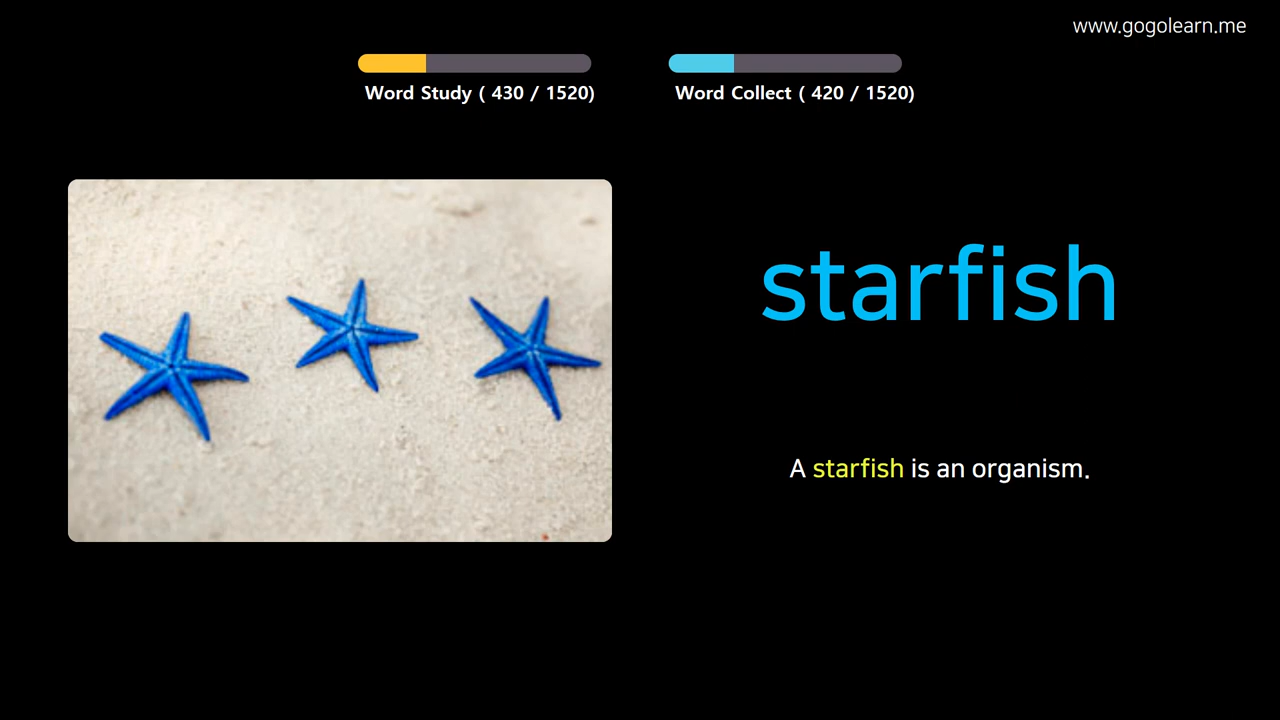 www.gogolearn.me
Word Study ( 430 / 1520)
Word Collect ( 420 / 1520)
starfish
A starfish is an organism.